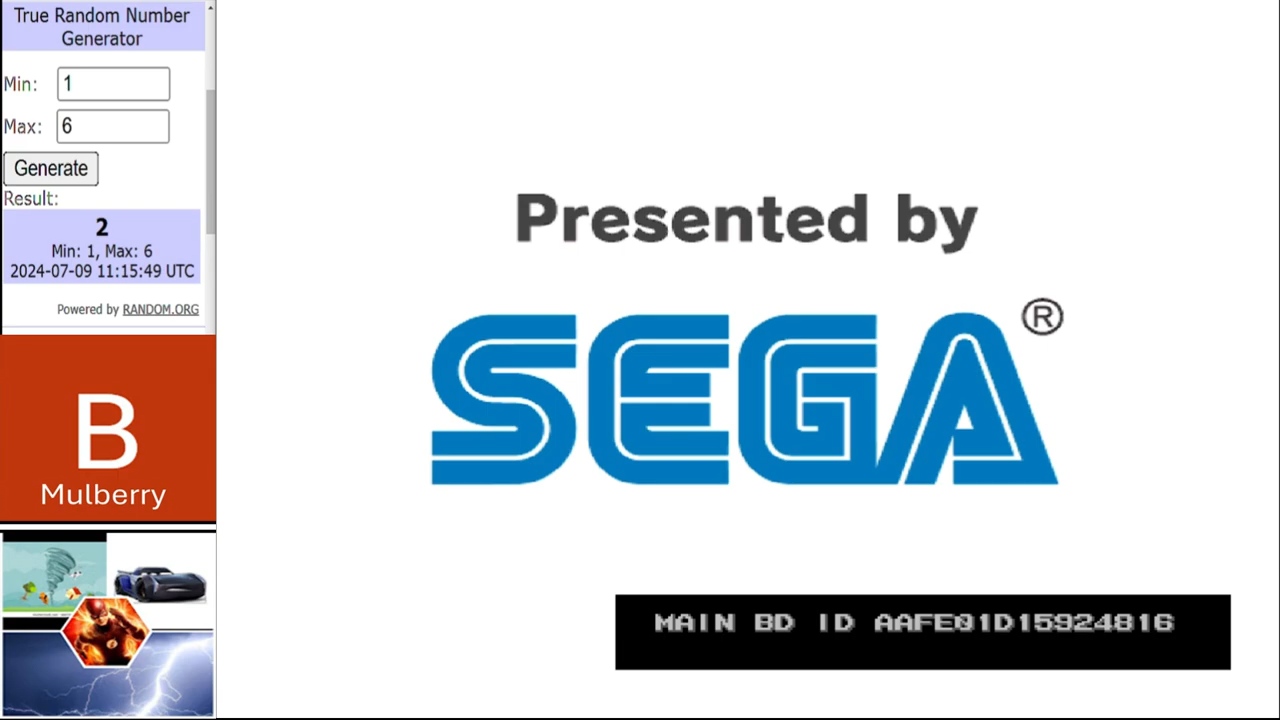 True Random Number
Generator
Min: 1
Max: 6
Generate
Result:
2
Min: 1, Max: 6
2024-07-09 11:15:49 UTC
Powered by RANDOM.ORG
B
Mulberry
Presented by
SEGA®
MAIN BD ID AAFE01D15924816